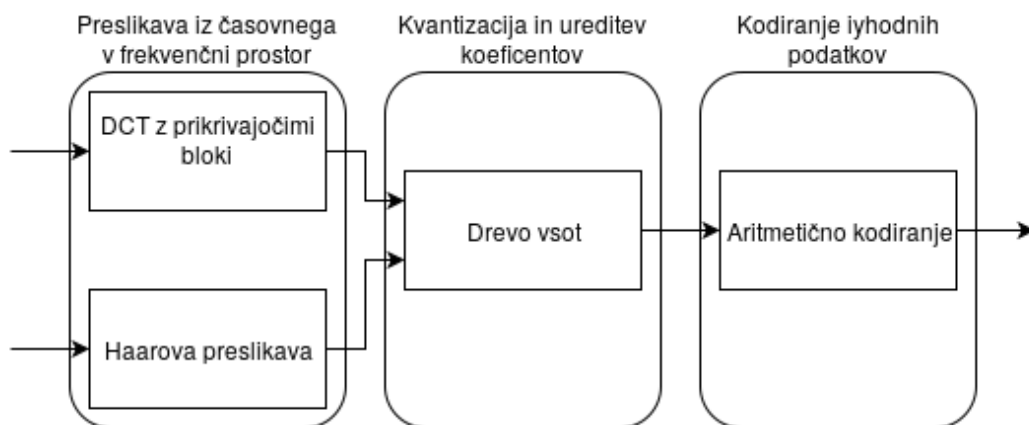 Preslikava iz časovnega
v frekvenčni prostor
Kvantizacija in ureditev
koeficentov
Kodiranje iyhodnih
podatkov
DCT z prikrivajočimi
bloki
Haarova preslikava
Drevo vsot
Aritmetično kodiranje